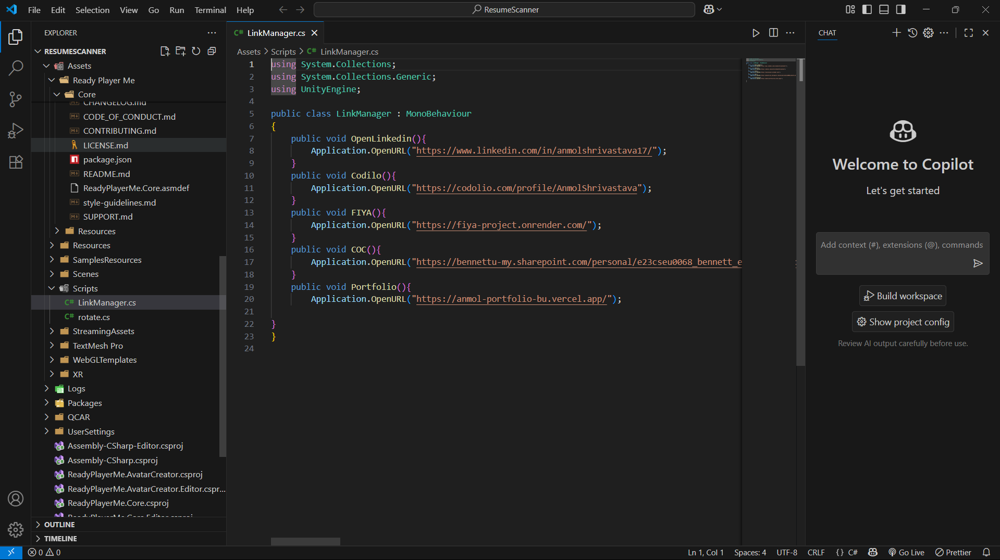 File Edit Selection View Go Run Terminal Help
ResumeScanner
EXPLORER
RESUMESCANNER
Assets
Ready Player Me
Core
CHANGELOG.md
CODE_OF_CONDUCT.md
CONTRIBUTING.md
LICENSE.md
package.json
README.md
ReadyPlayerMe.Core.asmdef
style-guidelines.md
SUPPORT.md
Resources
Resources
SamplesResources
Scenes
Scripts
C# LinkManager.cs
C# rotate.cs
StreamingAssets
TextMesh Pro
WebGLTemplates
XR
Logs
Packages
QCAR
UserSettings
Assembly-CSharp-Editor.csproj
Assembly-CSharp.csproj
ReadyPlayerMe.AvatarCreator.csproj
ReadyPlayerMe.AvatarCreator.Editor.cspr...
ReadyPlayerMe.Core.csproj
ReadyPlayerMe.Core.Editor.csproj
OUTLINE
TIMELINE
C# LinkManager.cs
Assets > Scripts > C# LinkManager.cs
1 using System.Collections;
2 using System.Collections.Generic;
3 using UnityEngine;
4
5 public class LinkManager : MonoBehaviour
6 {
7 public void OpenLinkedin(){
8 Application.OpenURL("https://www.linkedin.com/in/anmolshrivastava17/");
9 }
10 public void Codilo(){
11 Application.OpenURL("https://codolio.com/profile/AnmolShrivastava");
12 }
13 public void FIYA(){
14 Application.OpenURL("https://fiya-project.onrender.com/");
15 }
16 public void COC(){
17 Application.OpenURL("https://bennettu-my.sharepoint.com/personal/e23cseu0068_bennett_e
18 }
19 public void Portfolio(){
20 Application.OpenURL("https://anmol-portfolio-bu.vercel.app/");
21
22 }
23 }
24
CHAT
Welcome to Copilot
Let's get started
Add context (#), extensions (@), commands
Build workspace
Show project config
Review AI output carefully before use.
0 0
Ln 1, Col 1 Spaces: 4 UTF-8 CRLF {} C# Go Live Prettier